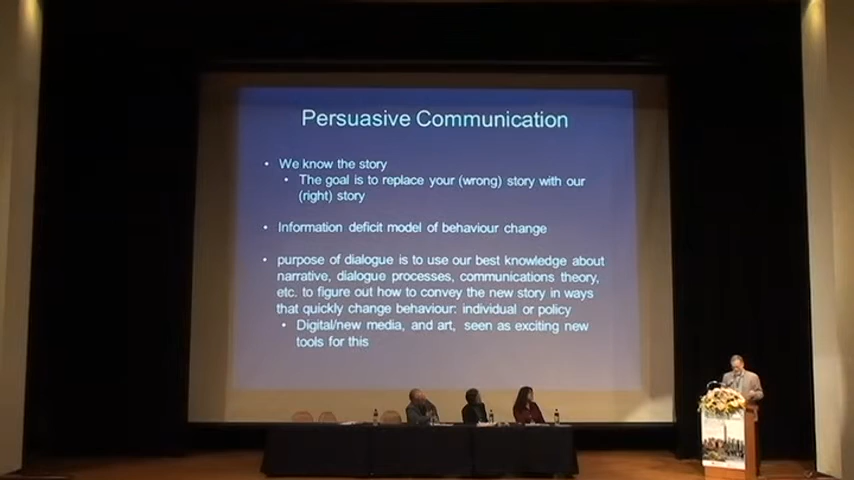 Persuasive Communication
• We know the story
• The goal is to replace your (wrong) story with our
(right) story
• Information deficit model of behaviour change
• purpose of dialogue is to use our best knowledge about
narrative, dialogue processes, communications theory,
etc. to figure out how to convey the new story in ways
that quickly change behaviour: individual or policy
• Digital/new media, and art, seen as exciting new
tools for this